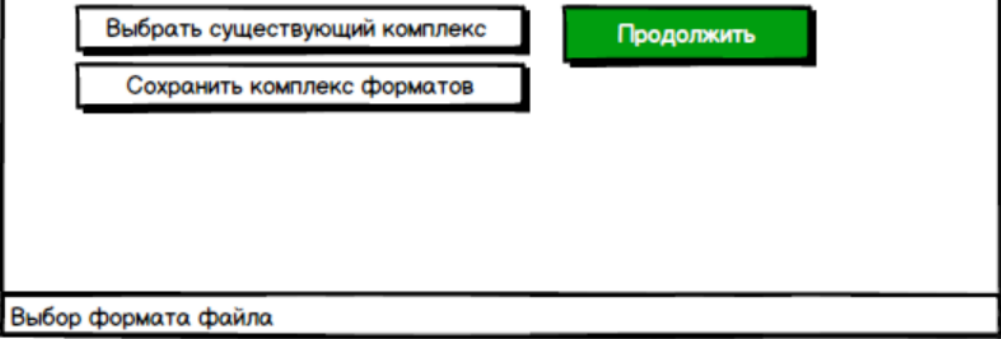 Выбрать существующий комплекс
Продолжить
Сохранить комплекс форматов
Выбор формата файла